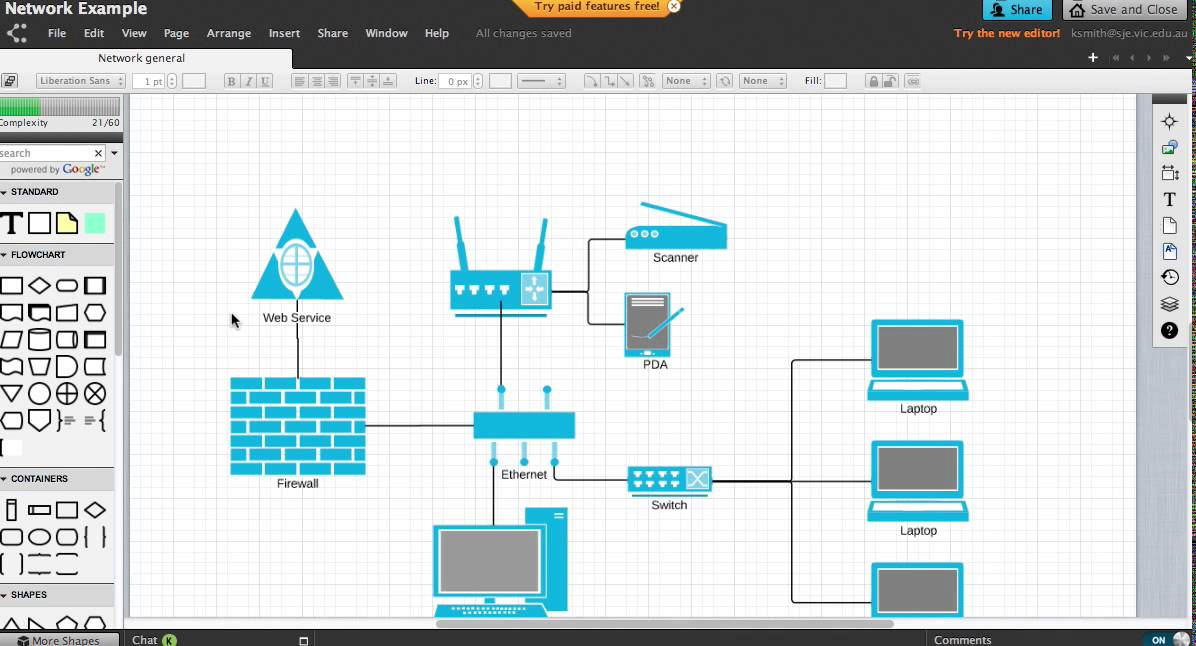 Network Example
Try paid features free!
Share
Save and Close
File Edit View Page Arrange Insert Share Window Help All changes saved
Try the new editor! ksmith@sje.vic.edu.au
Network general
Liberation Sans 1 pt B I U Line: 0 px None None Fill:
Complexity 21/60
search
powered by Google™
STANDARD
T
FLOWCHART
CONTAINERS
SHAPES
More Shapes
Web Service
Firewall
Scanner
PDA
Ethernet
Switch
Laptop
Laptop
T
A
?
Chat K
Comments
ON